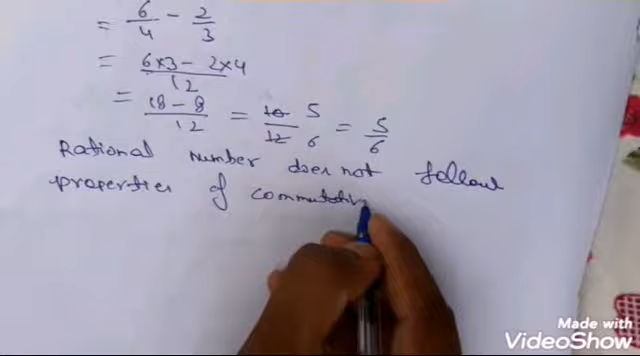 = 6/4 - 2/3
= 6×3 - 2×4/12
= 18 - 8/12 = 10/12 5/6 = 5/6
Rational number does not follow
properties of commutativ
Made with
VideoShow